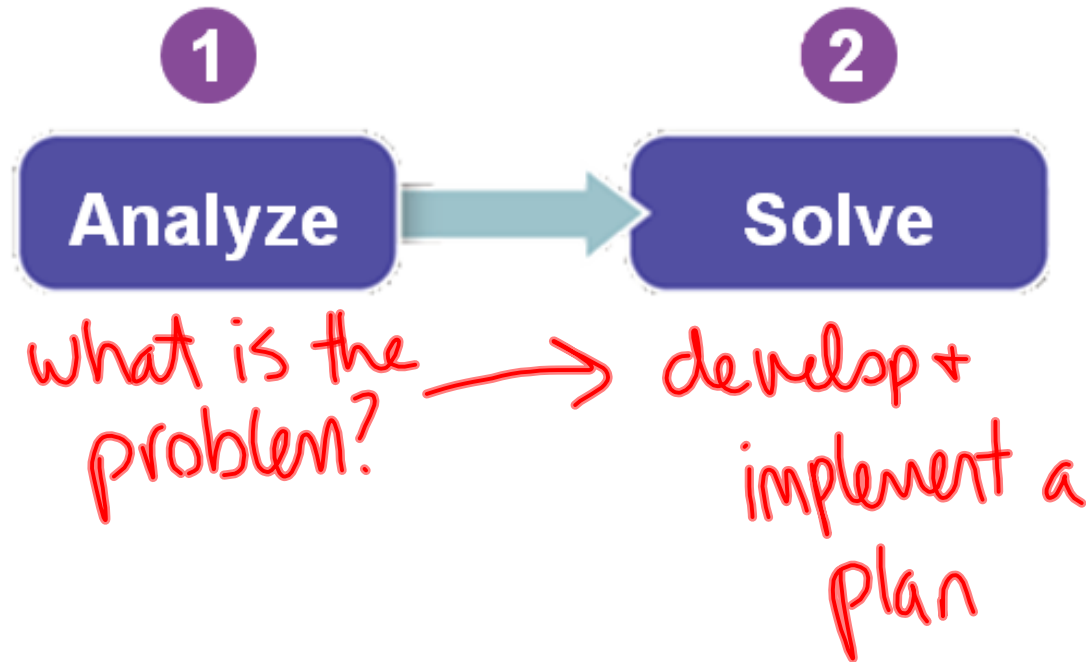 1
2
Analyze
Solve
what is the
problem?
develop +
implement a
plan